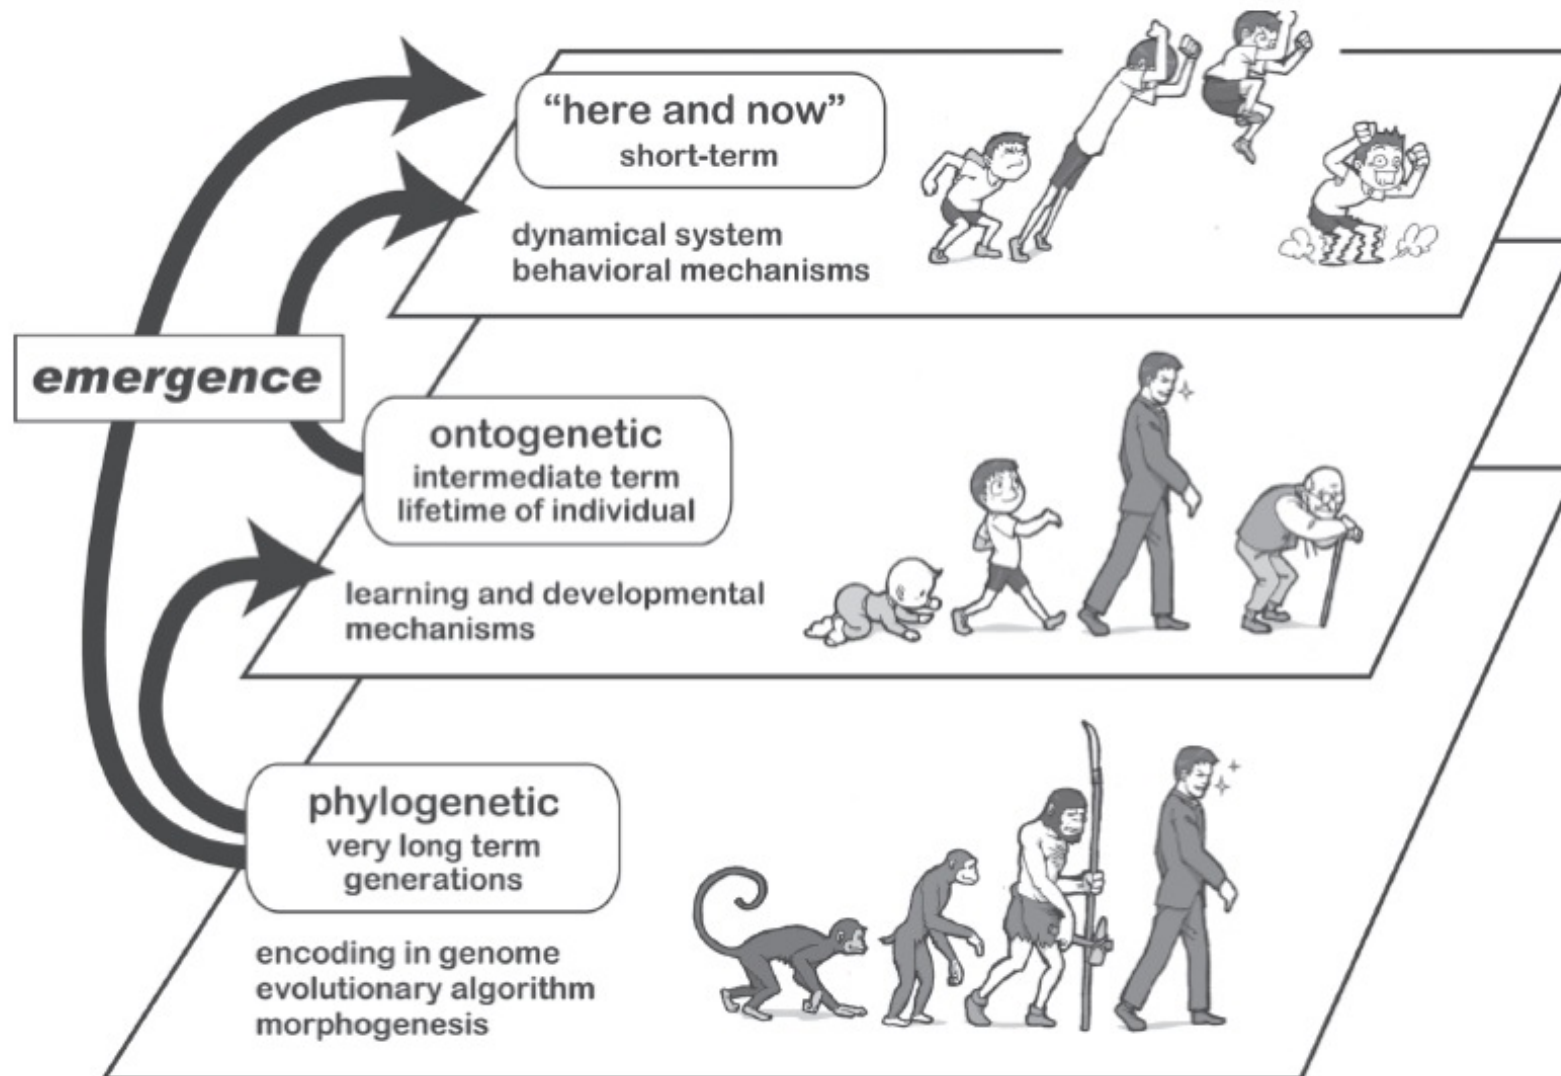 “here and now”
short-term
dynamical system
behavioral mechanisms
emergence
ontogenetic
intermediate term
lifetime of individual
learning and developmental
mechanisms
phylogenetic
very long term
generations
encoding in genome
evolutionary algorithm
morphogenesis